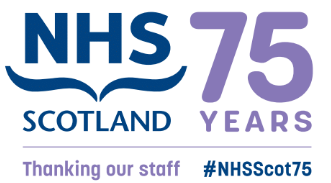 NHS
SCOTLAND
75
YEARS
Thanking our staff #NHSScot75